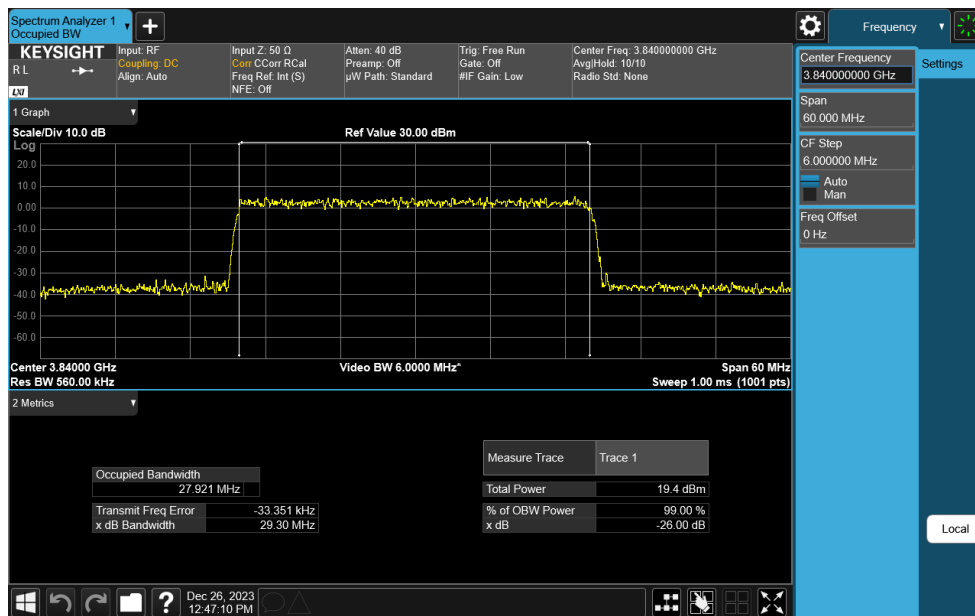 Spectrum Analyzer 1
Occupied BW
Frequency
KEYSIGHT
R L
LXI
Input: RF
Coupling: DC
Align: Auto
Input Z: 50 Ω
Corr CCorr RCal
Freq Ref: Int (S)
NFE: Off
Atten: 40 dB
Preamp: Off
µW Path: Standard
Trig: Free Run
Gate: Off
#IF Gain: Low
Center Freq: 3.840000000 GHz
Avg|Hold: 10/10
Radio Std: None
Center Frequency
3.840000000 GHz
Settings
Span
60.000 MHz
CF Step
6.000000 MHz
Auto
Man
Freq Offset
0 Hz
Local
1 Graph
Scale/Div 10.0 dB
Ref Value 30.00 dBm
Log
20.0
10.0
0.00
-10.0
-20.0
-30.0
-40.0
-50.0
-60.0
Center 3.84000 GHz
Video BW 6.0000 MHz*
Span 60 MHz
Res BW 560.00 kHz
Sweep 1.00 ms (1001 pts)
2 Metrics
Occupied Bandwidth
27.921 MHz
Transmit Freq Error -33.351 kHz
x dB Bandwidth 29.30 MHz
Measure Trace Trace 1
Total Power 19.4 dBm
% of OBW Power 99.00 %
x dB -26.00 dB
?
Dec 26, 2023
12:47:10 PM